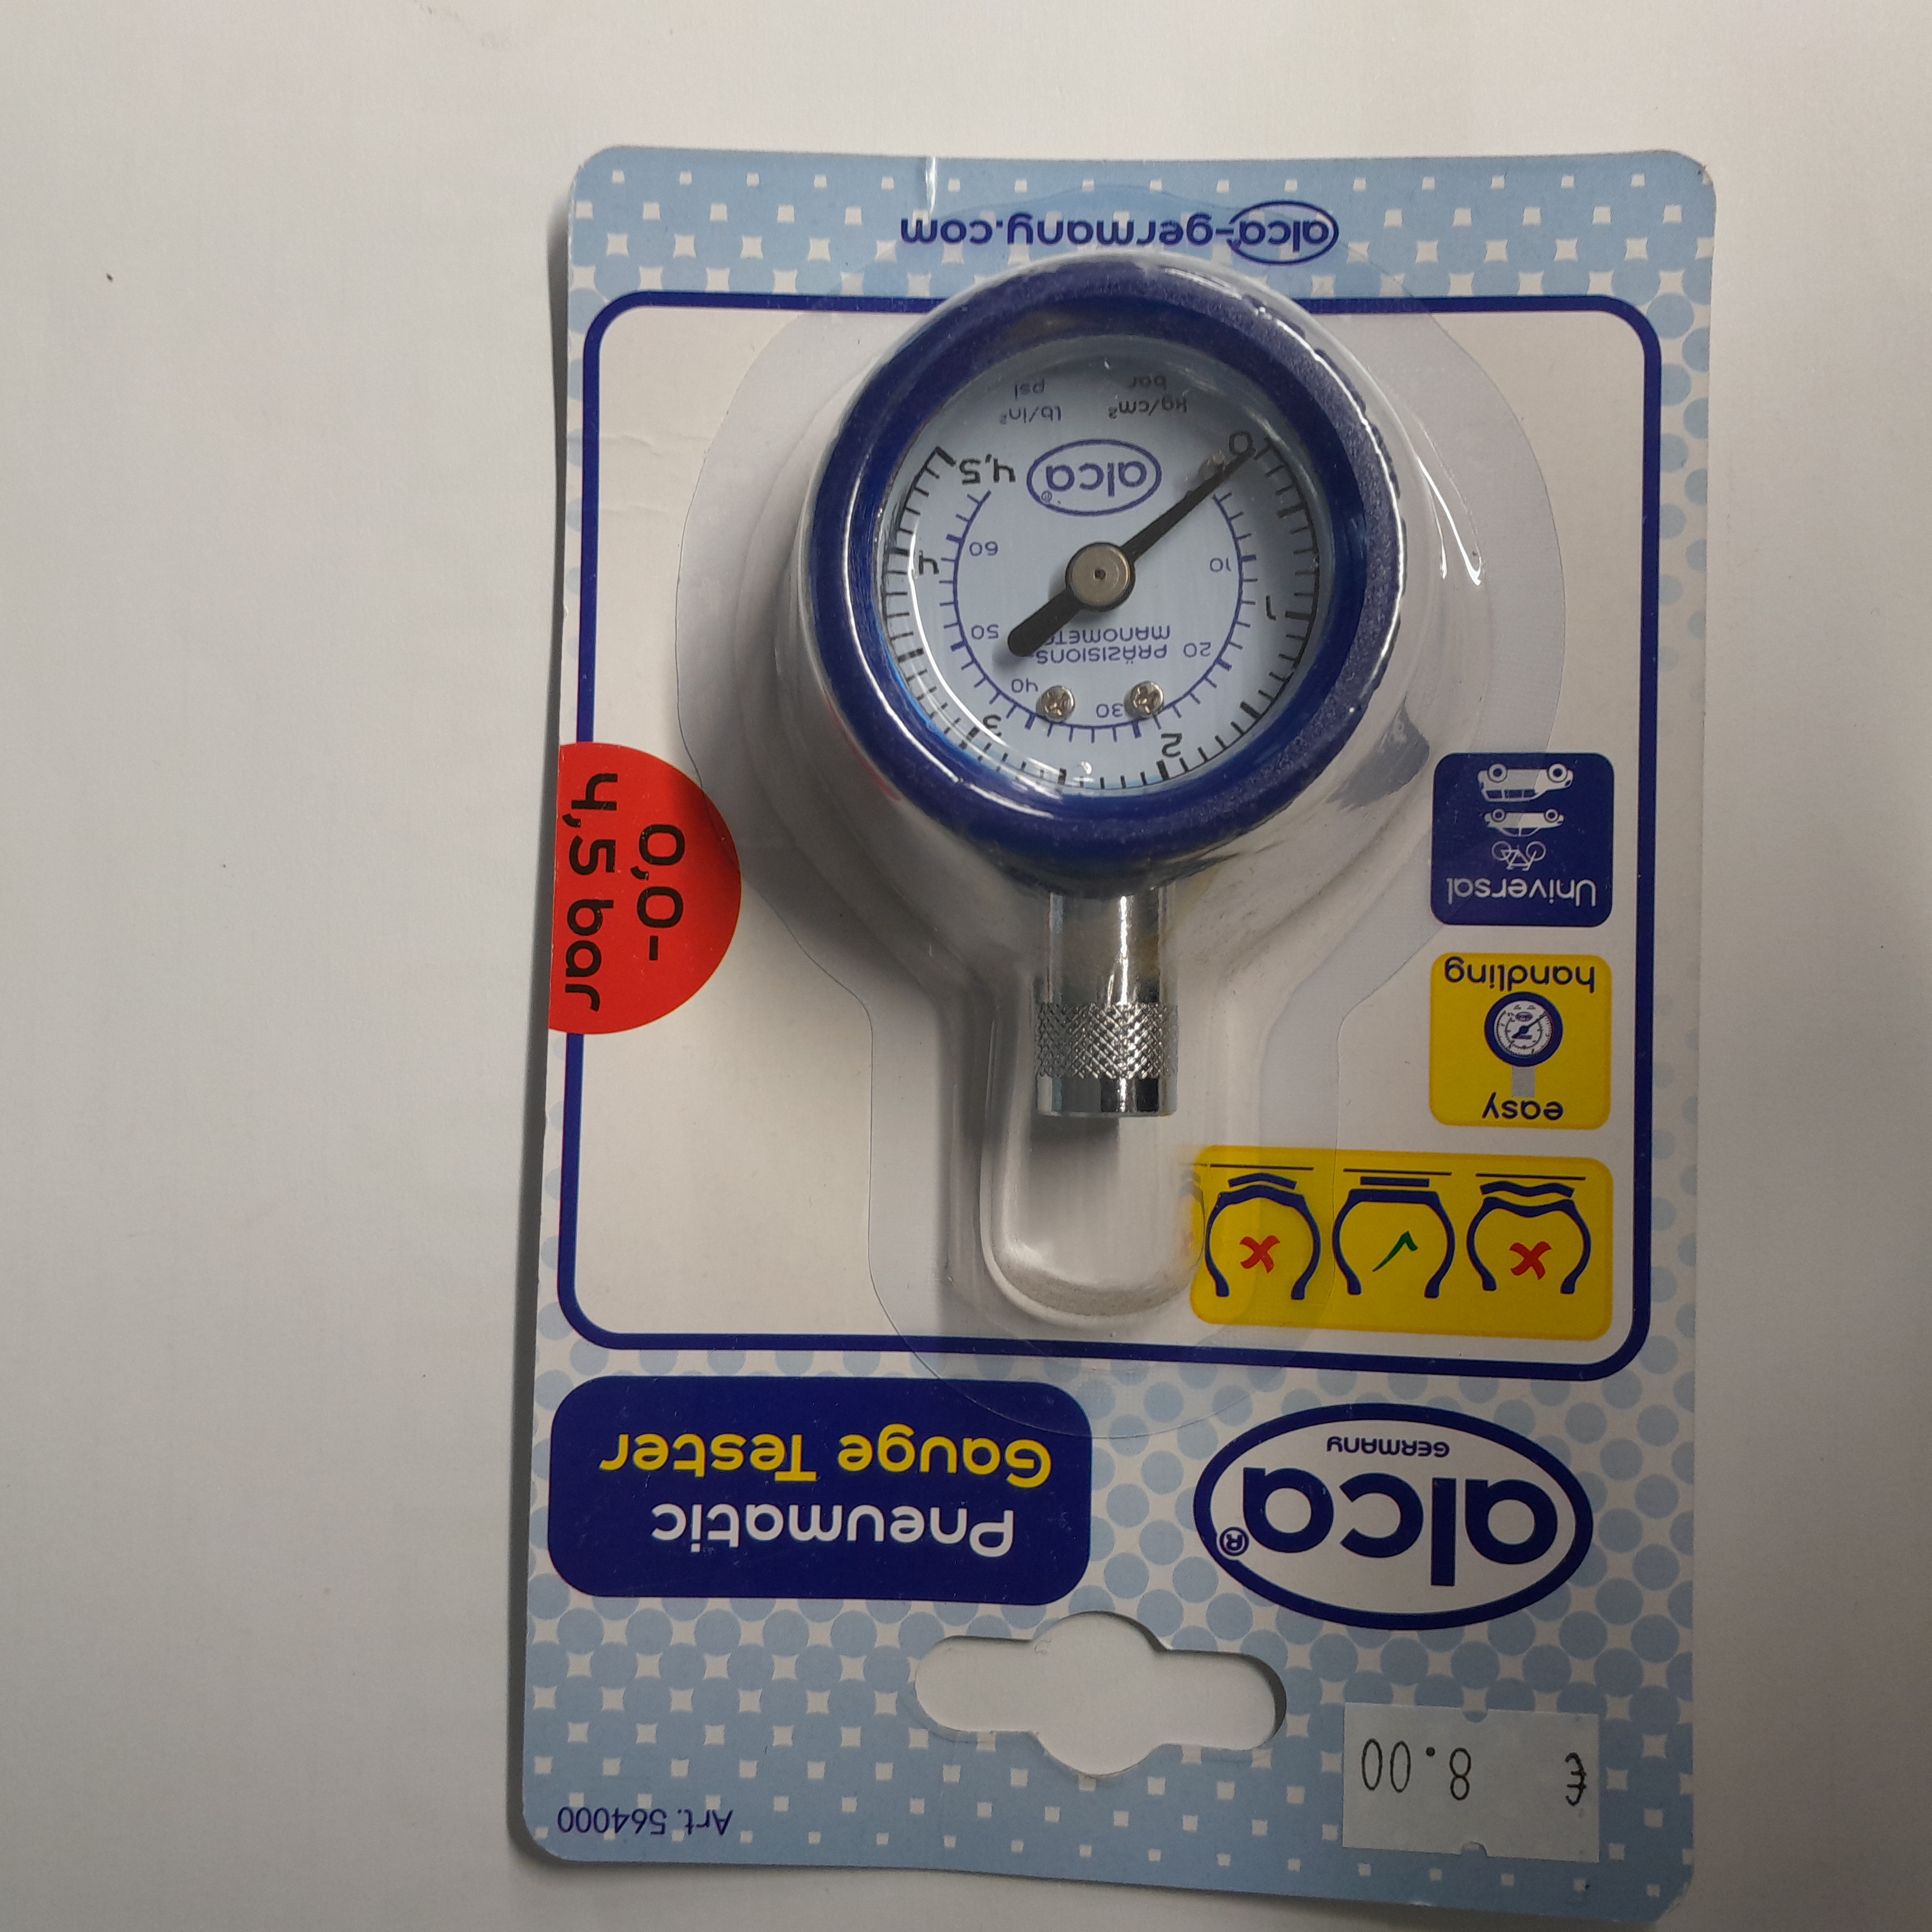 Art. 564000
€ 8.00
alca®
GERMANY
Pneumatic
Gauge Tester
easy
handling
Universal
0,0-
4,5 bar
30
40
20
50
10
60
2
3
1
4
0
4,5
PRÄZISIONS-
MANOMETE
alca®
kg/cm²
bar
lb/in²
psi
alca-germany.com